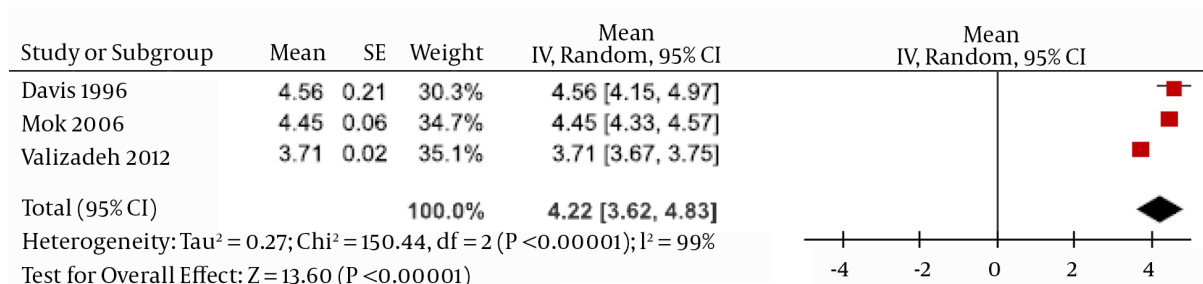 Mean Mean
Study or Subgroup Mean SE Weight IV, Random, 95% CI IV, Random, 95% CI
Davis 1996 4.56 0.21 30.3% 4.56 [4.15, 4.97]
Mok 2006 4.45 0.06 34.7% 4.45 [4.33, 4.57]
Valizadeh 2012 3.71 0.02 35.1% 3.71 [3.67, 3.75]
Total (95% CI) 100.0% 4.22 [3.62, 4.83]
Heterogeneity: Tau² = 0.27; Chi² = 150.44, df = 2 (P <0.00001); l² = 99%
Test for Overall Effect: Z = 13.60 (P <0.00001)
-4 -2 0 2 4